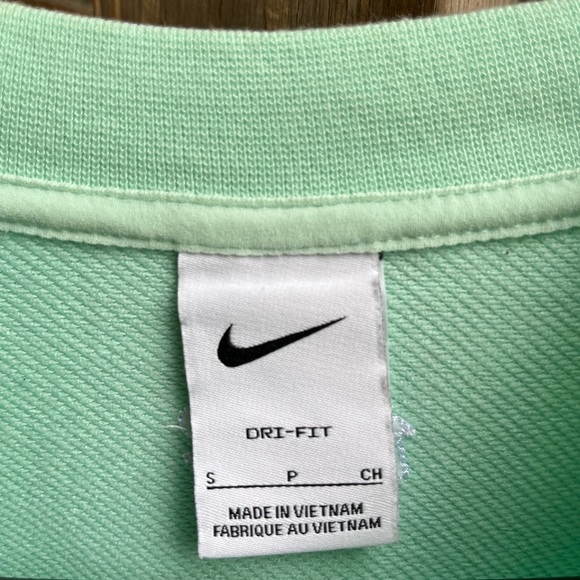 DRI-FIT
S P CH
MADE IN VIETNAM
FABRIQUE AU VIETNAM